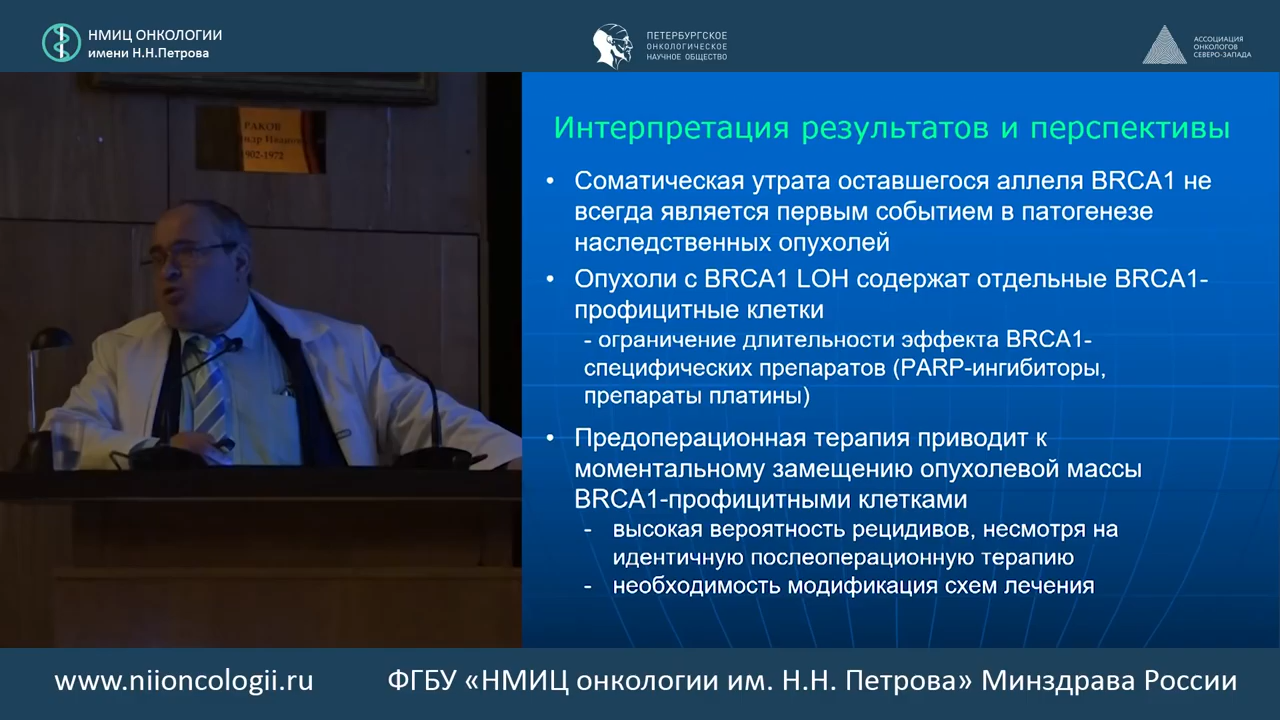 НМИЦ ОНКОЛОГИИ
имени Н.Н.Петрова
ПЕТЕРБУРГСКОЕ
ОНКОЛОГИЧЕСКОЕ
НАУЧНОЕ ОБЩЕСТВО
АССОЦИАЦИЯ
ОНКОЛОГОВ
СЕВЕРО-ЗАПАДА
РАКОВ
902-1972
Интерпретация результатов и перспективы
• Соматическая утрата оставшегося аллеля BRCA1 не
всегда является первым событием в патогенезе
наследственных опухолей
• Опухоли с BRCA1 LOH содержат отдельные BRCA1-
профицитные клетки
- ограничение длительности эффекта BRCA1-
специфических препаратов (PARP-ингибиторы,
препараты платины)
• Предоперационная терапия приводит к
моментальному замещению опухолевой массы
BRCA1-профицитными клетками
- высокая вероятность рецидивов, несмотря на
идентичную послеоперационную терапию
- необходимость модификация схем лечения
www.niioncologii.ru
ФГБУ «НМИЦ онкологии им. Н.Н. Петрова» Минздрава России